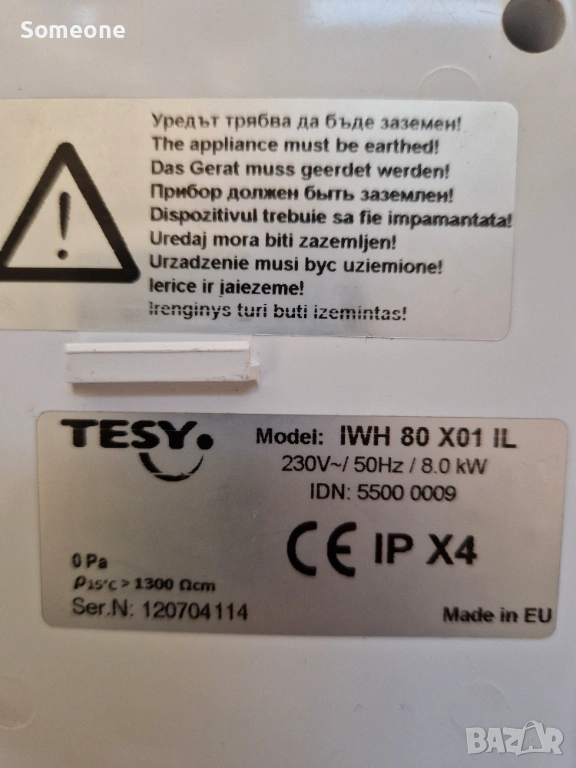 Someone
Уредът трябва да бъде заземен!
The appliance must be earthed!
Das Gerat muss geerdet werden!
Прибор должен быть заземлен!
Dispozitivul trebuie sa fie impamantata!
Uredaj mora biti zazemljen!
Urzadzenie musi byc uziemione!
Ierice ir jaiezeme!
Irenginys turi buti izemintas!
TESY
Model: IWH 80 X01 IL
230V~/ 50Hz / 8.0 kW
IDN: 5500 0009
CE IP X4
0 Pa
ρ15°C > 1300 Ωcm
Ser.N: 120704114
Made in EU
BAZAR